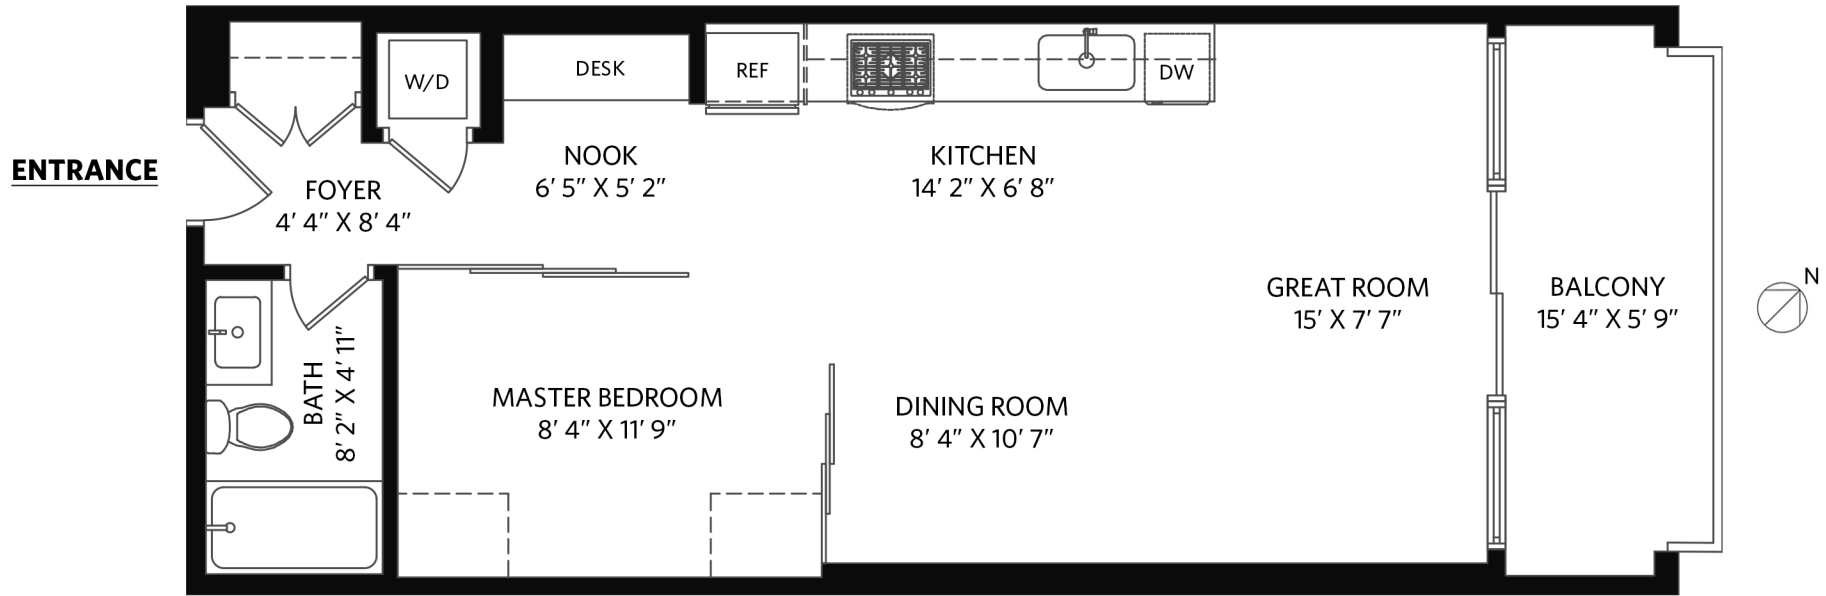 W/D
DESK
REF
DW
ENTRANCE
NOOK
6′ 5″ X 5′ 2″
KITCHEN
14′ 2″ X 6′ 8″
FOYER
4′ 4″ X 8′ 4″
N
GREAT ROOM
15′ X 7′ 7″
BALCONY
15′ 4″ X 5′ 9″
BATH
8′ 2″ X 4′ 11″
MASTER BEDROOM
8′ 4″ X 11′ 9″
DINING ROOM
8′ 4″ X 10′ 7″